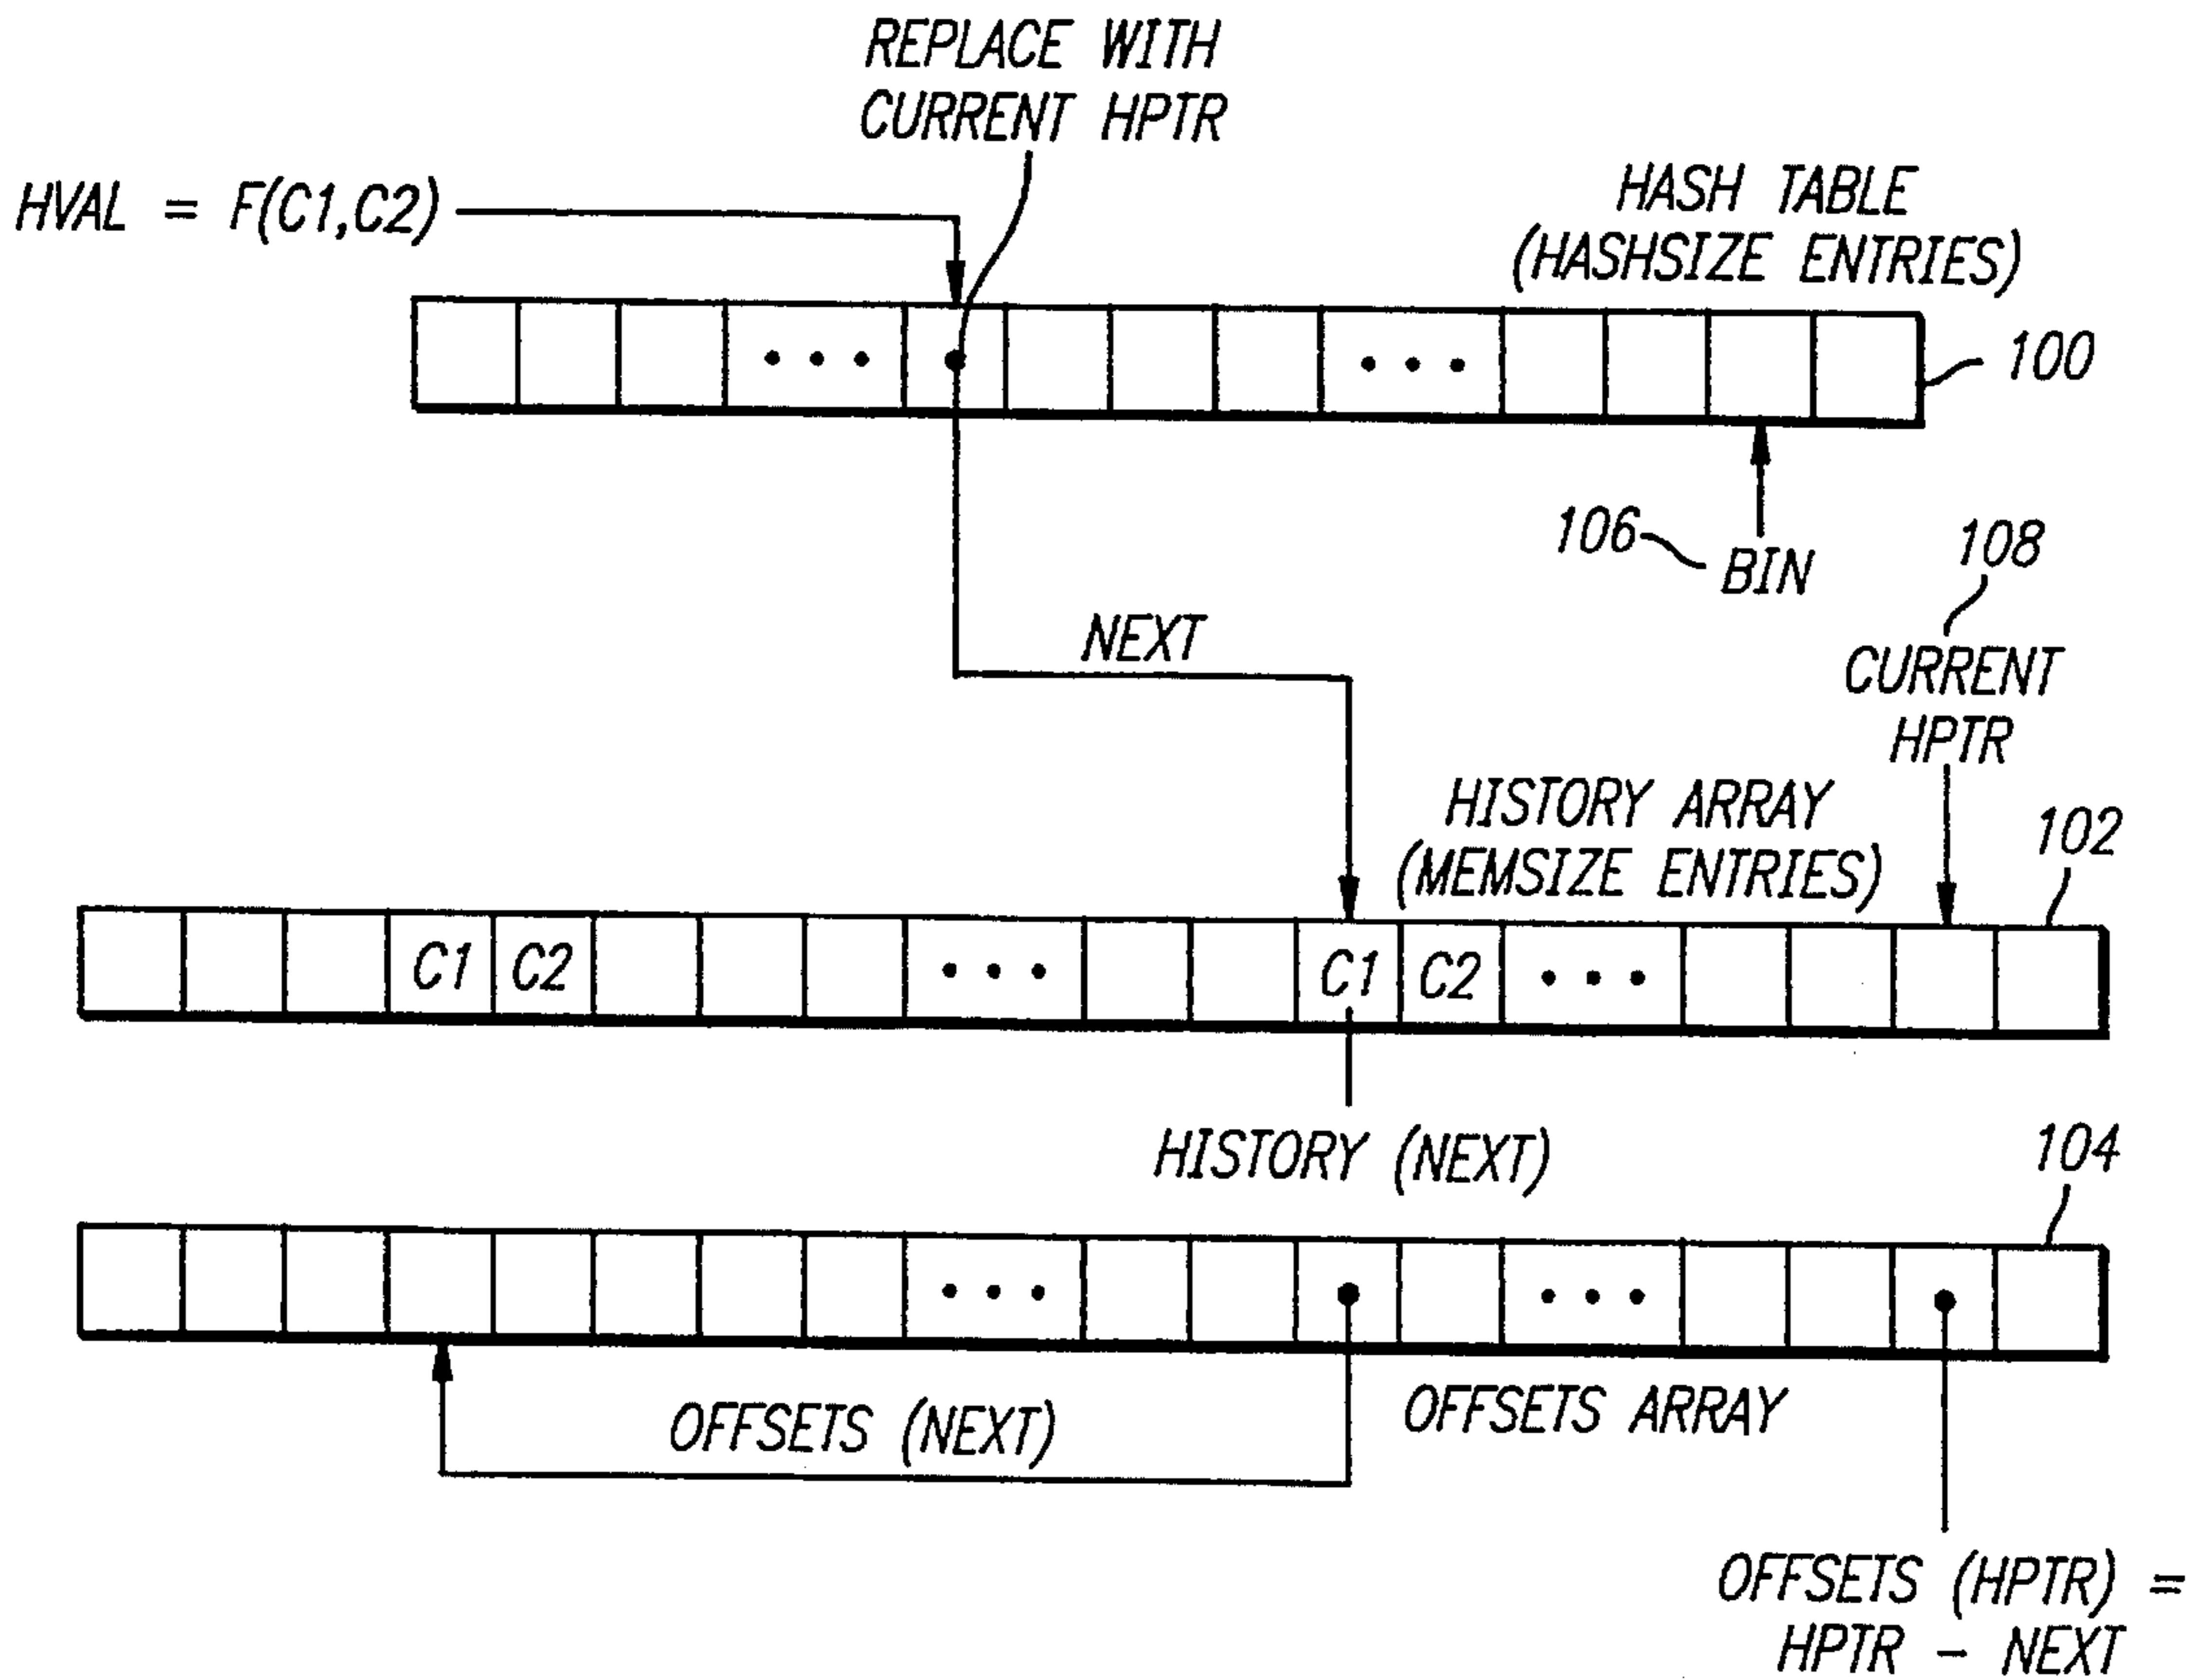 REPLACE WITH
CURRENT HPTR
HVAL = F(C1,C2)
HASH TABLE
(HASHSIZE ENTRIES)
100
106
BIN
108
CURRENT
HPTR
NEXT
HISTORY ARRAY
(MEMSIZE ENTRIES)
102
C1 C2 ... C1 C2 ...
HISTORY (NEXT)
104
OFFSETS (NEXT)
OFFSETS ARRAY
OFFSETS (HPTR) =
HPTR - NEXT